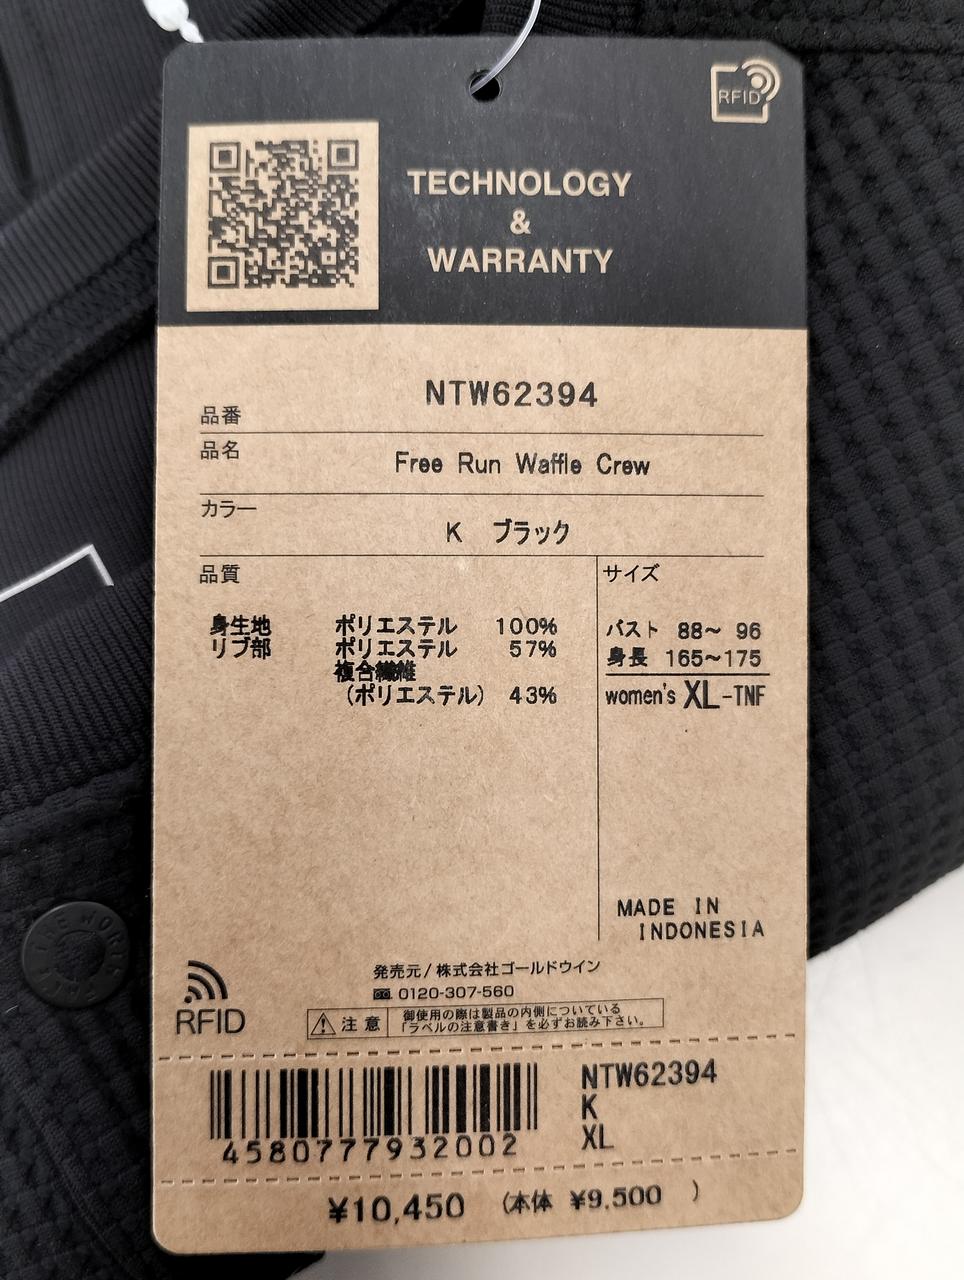 RFID
TECHNOLOGY
&
WARRANTY
品番
NTW62394
品名
Free Run Waffle Crew
カラー
K ブラック
品質
身生地 ポリエステル 100%
リブ部 ポリエステル 57%
複合繊維
(ポリエステル) 43%
サイズ
バスト 88～ 96
身長 165～175
women's XL-TNF
MADE IN
INDONESIA
RFID
発売元/株式会社ゴールドウイン
0120-307-560
注意
御使用の際は製品の内側についている
「ラベルの注意書き」を必ずお読み下さい。
4580777932002
NTW62394
K
XL
¥10,450 (本体 ¥9,500 )